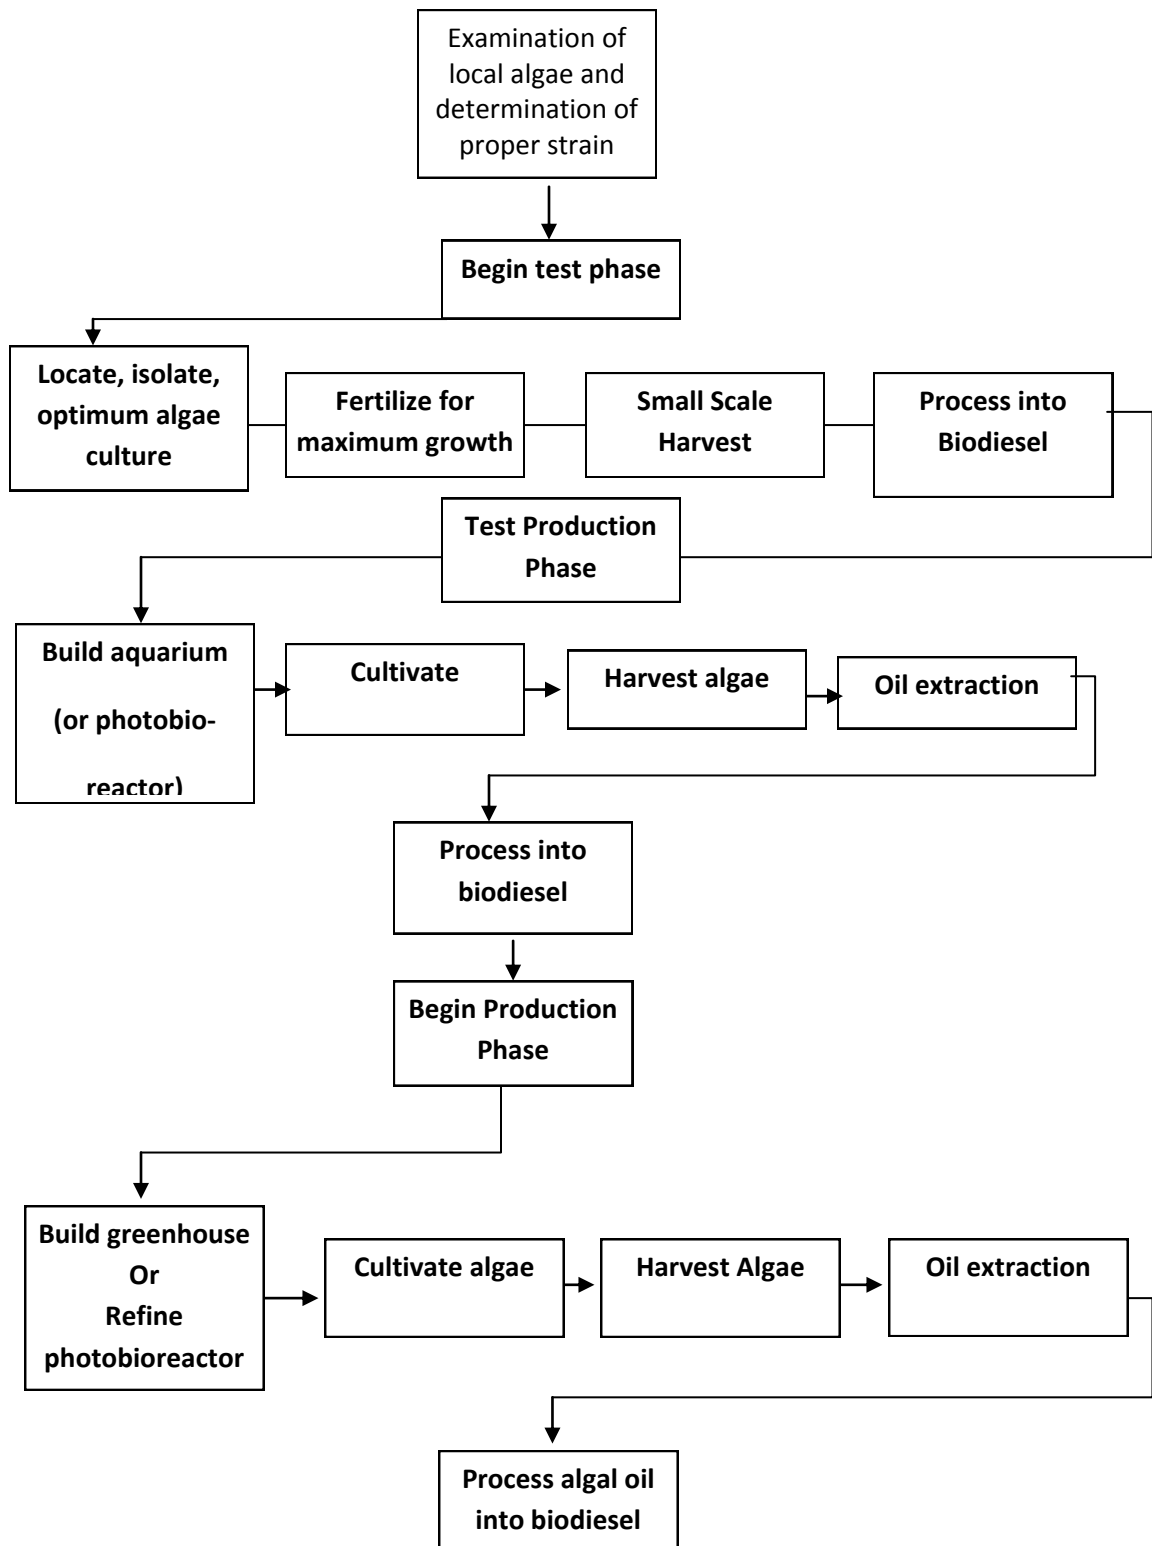 Examination of
local algae and
determination of
proper strain
Begin test phase
Locate, isolate,
optimum algae
culture
Fertilize for
maximum growth
Small Scale
Harvest
Process into
Biodiesel
Test Production
Phase
Build aquarium
(or photobio-
reactor)
Cultivate
Harvest algae
Oil extraction
Process into
biodiesel
Begin Production
Phase
Build greenhouse
Or
Refine
photobioreactor
Cultivate algae
Harvest Algae
Oil extraction
Process algal oil
into biodiesel